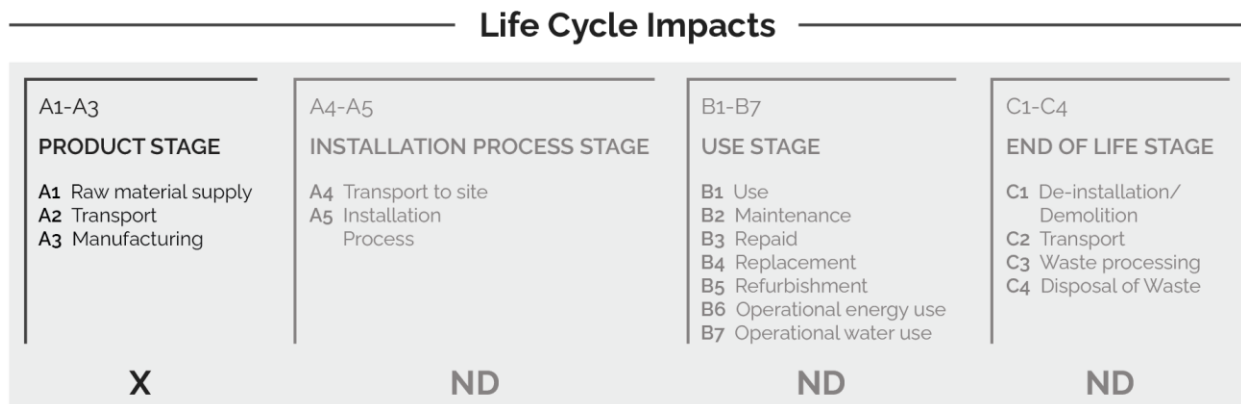 Life Cycle Impacts
A1-A3
PRODUCT STAGE
A1 Raw material supply
A2 Transport
A3 Manufacturing
X
A4-A5
INSTALLATION PROCESS STAGE
A4 Transport to site
A5 Installation
Process
ND
B1-B7
USE STAGE
B1 Use
B2 Maintenance
B3 Repaid
B4 Replacement
B5 Refurbishment
B6 Operational energy use
B7 Operational water use
ND
C1-C4
END OF LIFE STAGE
C1 De-installation/
Demolition
C2 Transport
C3 Waste processing
C4 Disposal of Waste
ND